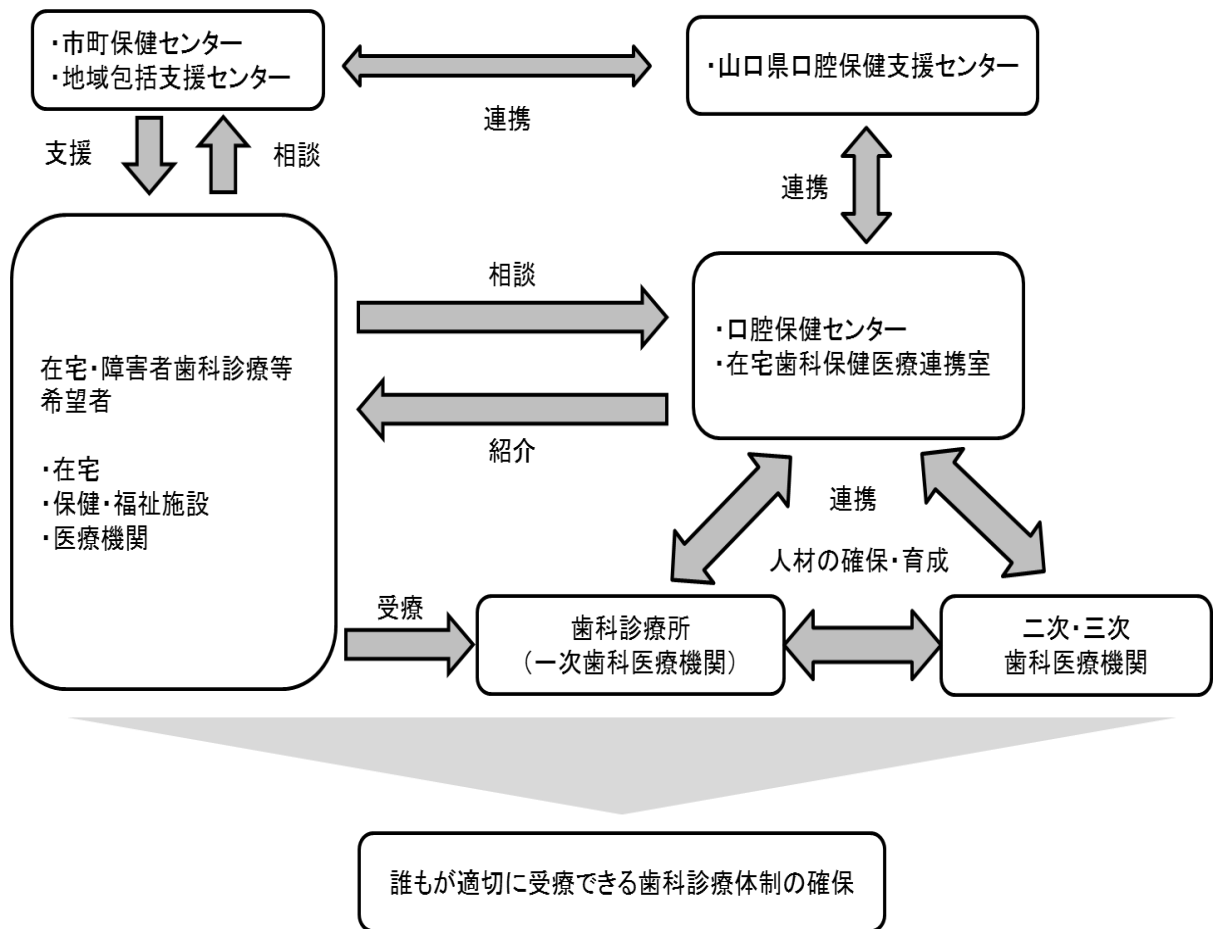 ・市町保健センター
・地域包括支援センター
連携
・山口県口腔保健支援センター
支援
相談
連携
相談
・口腔保健センター
・在宅歯科保健医療連携室
在宅・障害者歯科診療等
希望者
・在宅
・保健・福祉施設
・医療機関
紹介
連携
人材の確保・育成
受療
歯科診療所
（一次歯科医療機関）
二次・三次
歯科医療機関
誰もが適切に受療できる歯科診療体制の確保